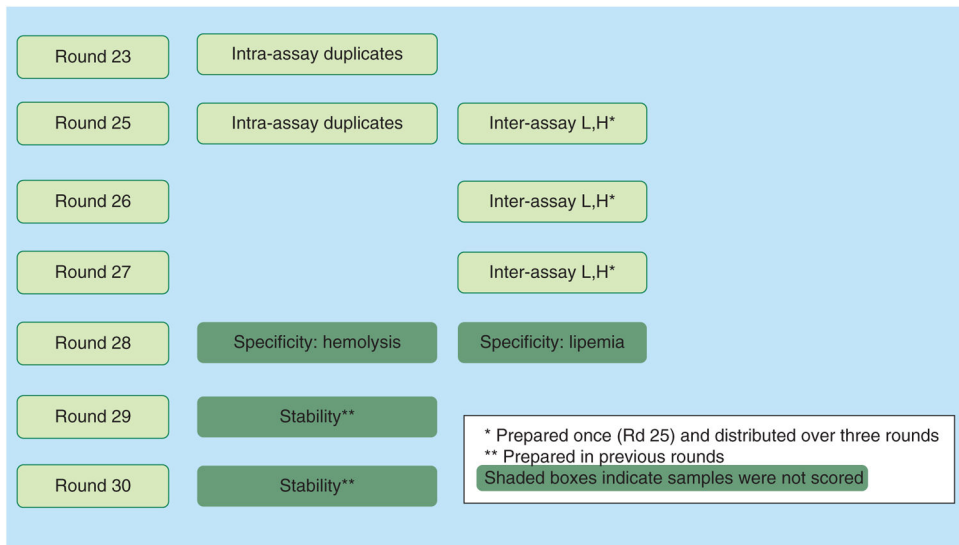 Round 23
Intra-assay duplicates
Round 25
Intra-assay duplicates
Inter-assay L,H*
Round 26
Inter-assay L,H*
Round 27
Inter-assay L,H*
Round 28
Specificity: hemolysis
Specificity: lipemia
Round 29
Stability**
Round 30
Stability**
* Prepared once (Rd 25) and distributed over three rounds
** Prepared in previous rounds
Shaded boxes indicate samples were not scored